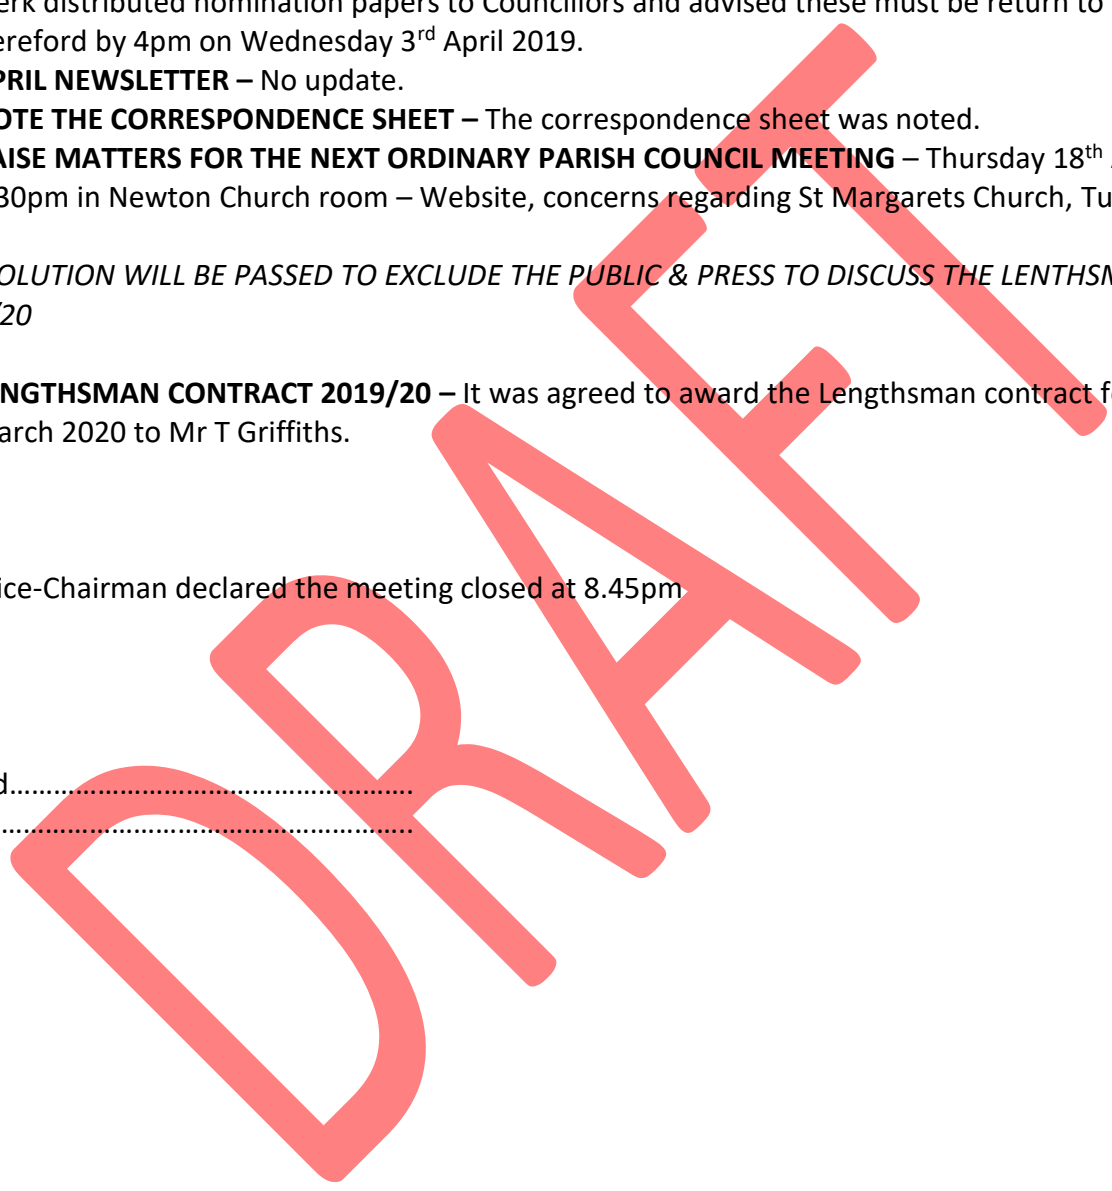 erk distributed nomination papers to Councillors and advised these must be return to
ereford by 4pm on Wednesday 3rd April 2019.
PRIL NEWSLETTER – No update.
OTE THE CORRESPONDENCE SHEET – The correspondence sheet was noted.
AISE MATTERS FOR THE NEXT ORDINARY PARISH COUNCIL MEETING – Thursday 18th
30pm in Newton Church room – Website, concerns regarding St Margarets Church, Tu
OLUTION WILL BE PASSED TO EXCLUDE THE PUBLIC & PRESS TO DISCUSS THE LENTHSM
/20
ENGTHSMAN CONTRACT 2019/20 – It was agreed to award the Lengthsman contract f
arch 2020 to Mr T Griffiths.
ice-Chairman declared the meeting closed at 8.45pm
d……………………………………………….
………………………………………………..
DRAFT